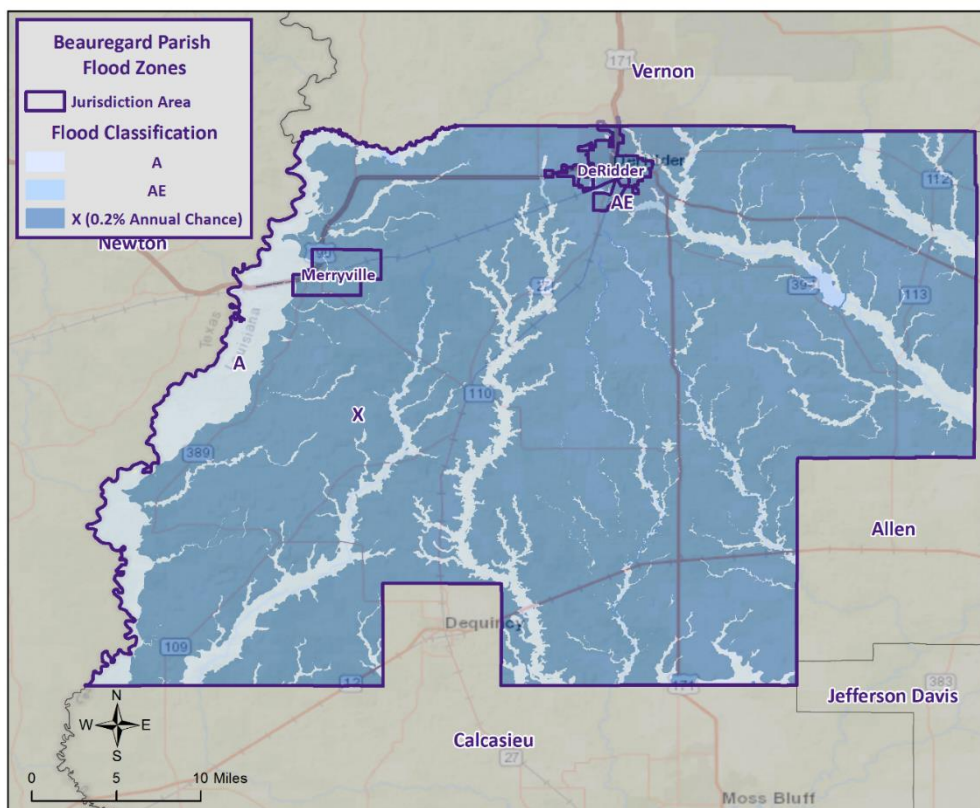 Beauregard Parish
Flood Zones
Jurisdiction Area
Flood Classification
A
AE
X (0.2% Annual Chance)
171
Vernon
DeRidder
AE
112
Newton
Merryville
113
Texas
Louisiana
A
X
110
389
Allen
Dequincy
109
12
171
Jefferson Davis
383
N
W E
S
Calcasieu
27
0 5 10 Miles
Moss Bluff